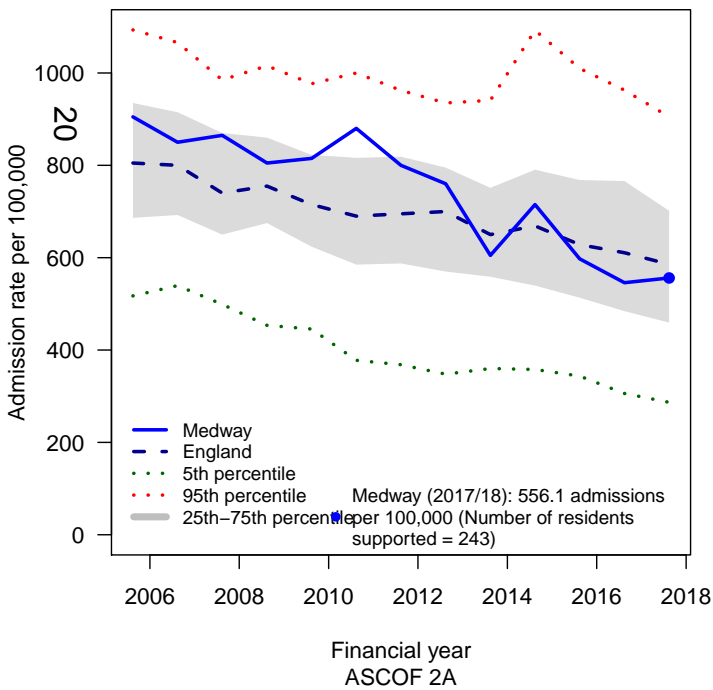 1000
800
600
400
200
0
Admission rate per 100,000
20
Medway
England
5th percentile
95th percentile
25th−75th percentile
Medway (2017/18): 556.1 admissions
per 100,000 (Number of residents
supported = 243)
2006 2008 2010 2012 2014 2016 2018
Financial year
ASCOF 2A